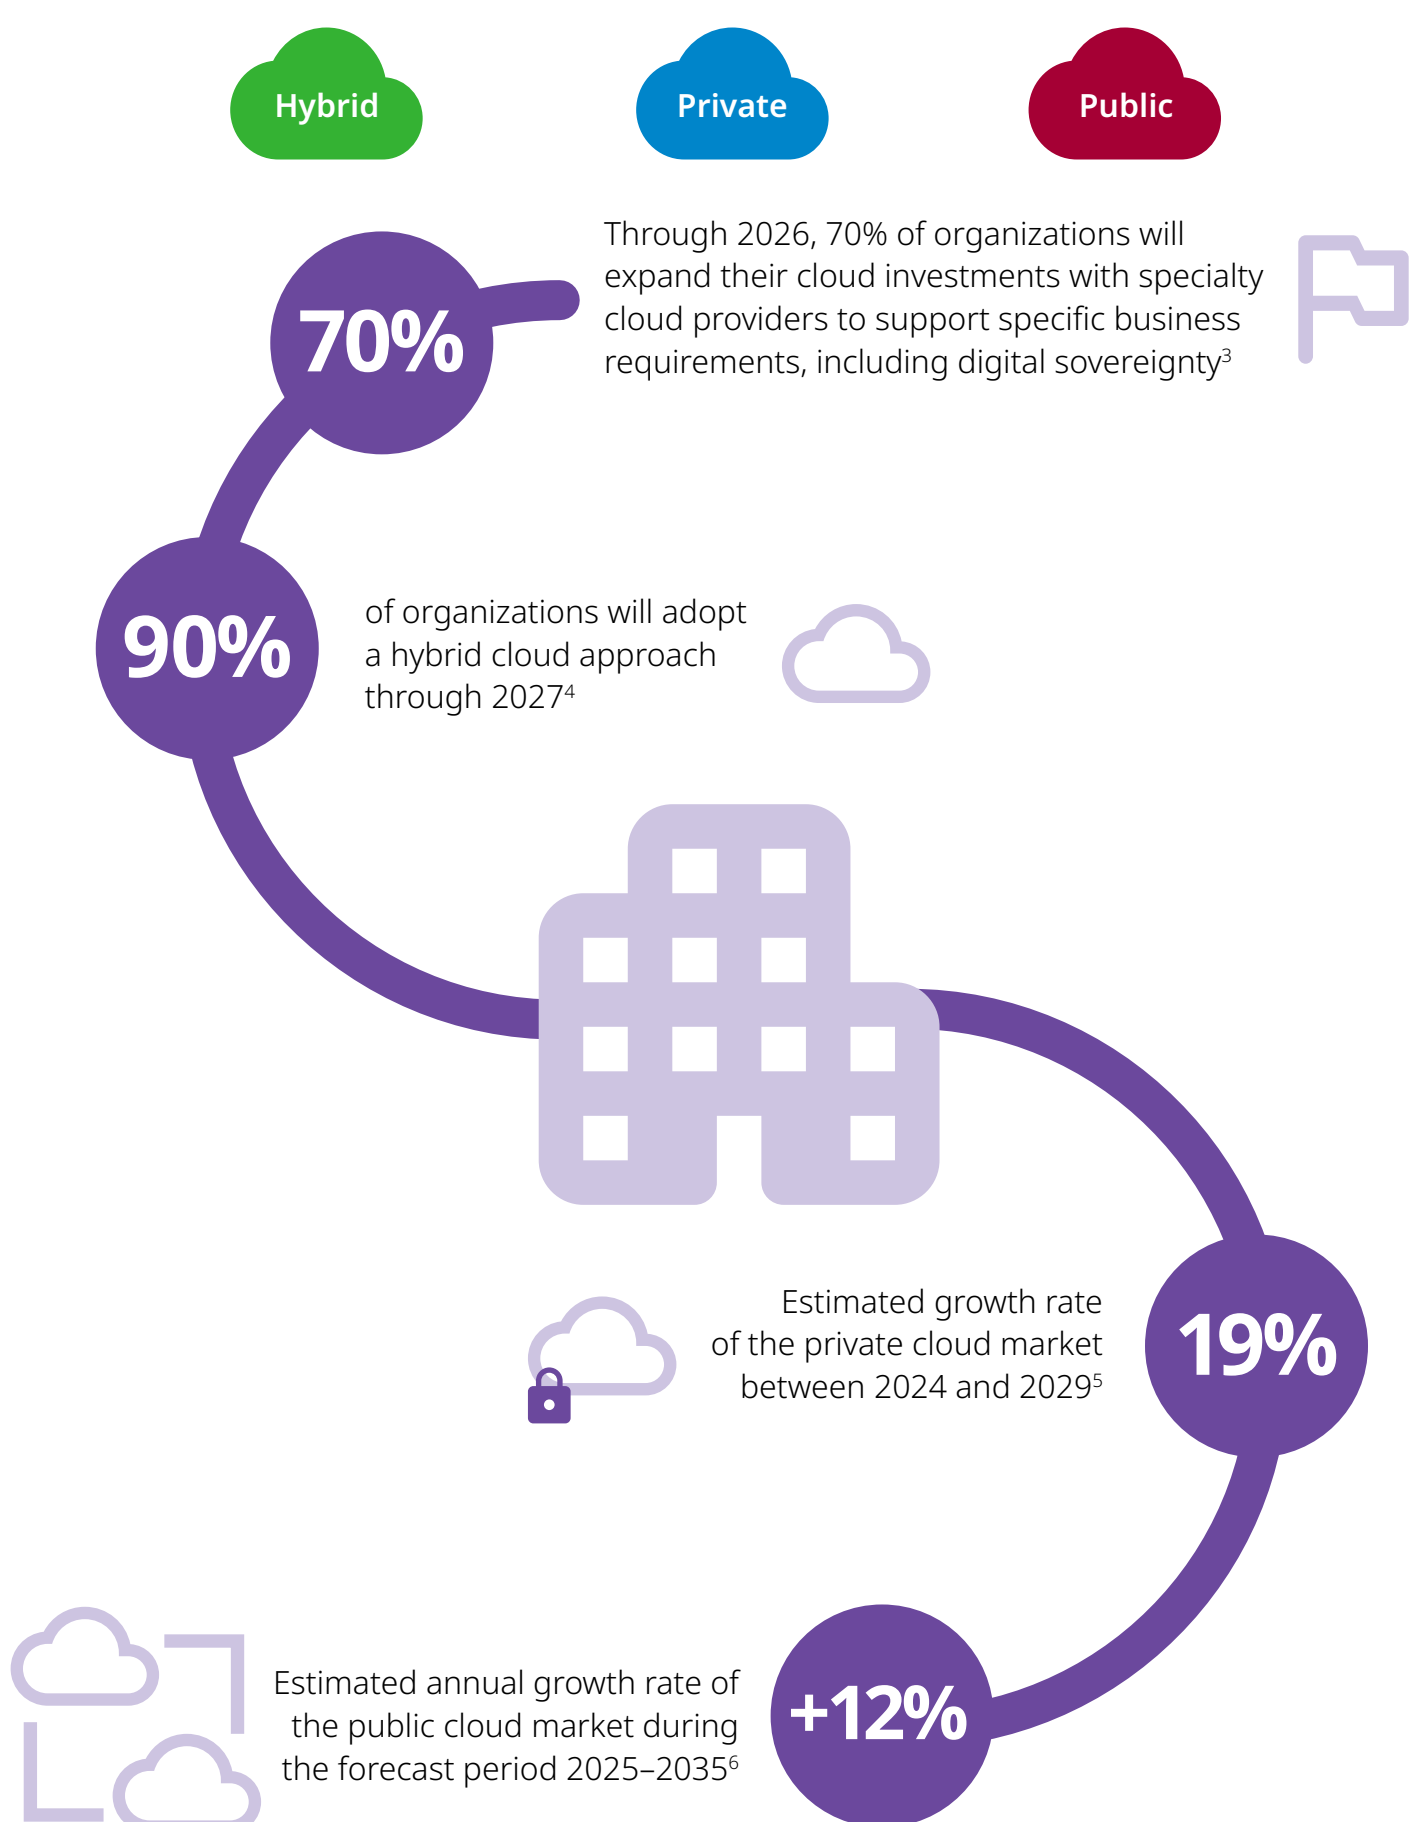 Hybrid
Private
Public
70%
Through 2026, 70% of organizations will
expand their cloud investments with specialty
cloud providers to support specific business
requirements, including digital sovereignty³
90%
of organizations will adopt
a hybrid cloud approach
through 2027⁴
Estimated growth rate
of the private cloud market
between 2024 and 2029⁵
19%
Estimated annual growth rate of
the public cloud market during
the forecast period 2025–2035⁶
+12%